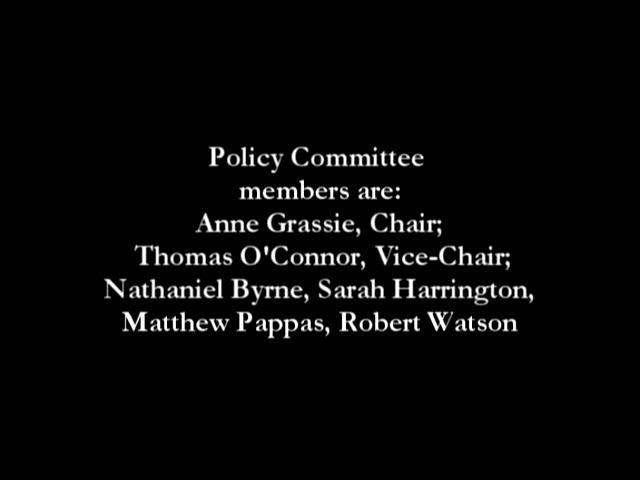 Policy Committee
members are:
Anne Grassie, Chair;
Thomas O'Connor, Vice-Chair;
Nathaniel Byrne, Sarah Harrington,
Matthew Pappas, Robert Watson